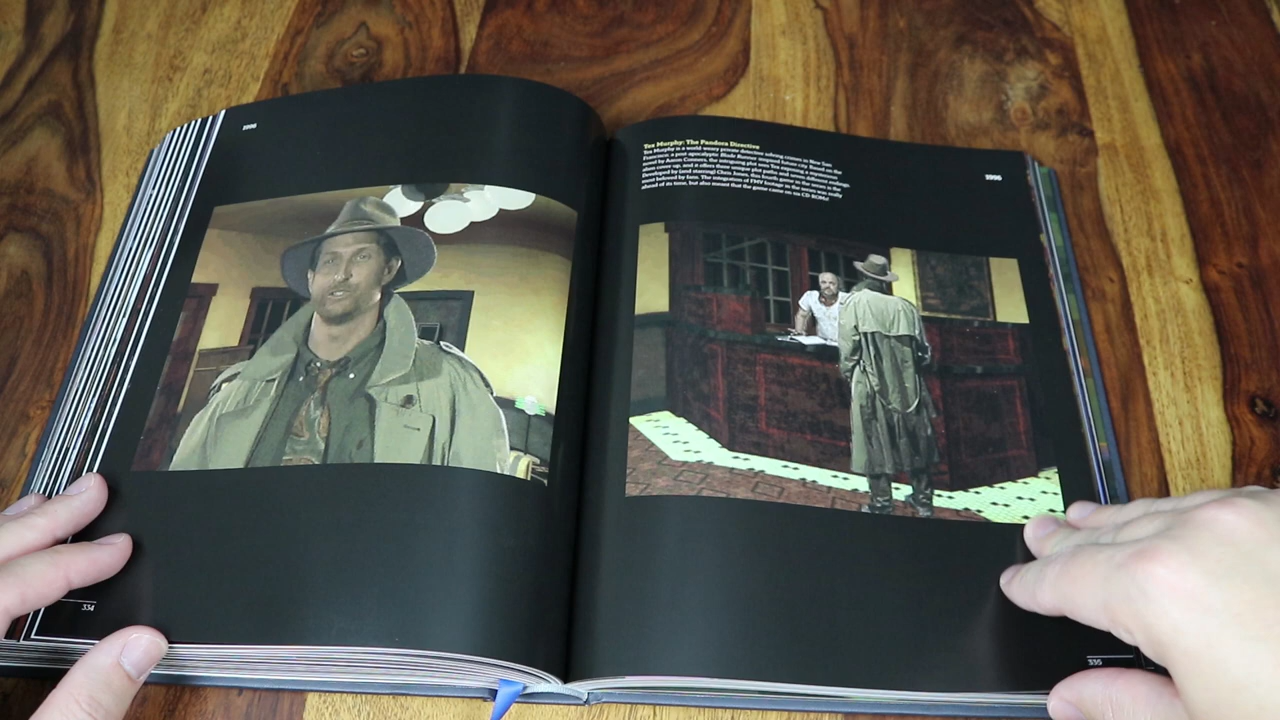 1996
Tex Murphy: The Pandora Directive
Tex Murphy is a world-weary private detective solving crimes in New San
Francisco: a post apocalyptic Blade Runner inspired future city. Based on the
novel by Aaron Conners, the intriguing plot sees Tex exposing a mysterious
alien cover up, and it offers three unique plot paths and seven different endings.
Developed by (and starring) Chris Jones, this fourth game in the series is the
most beloved by fans. The integration of FMV footage in the series was really
ahead of its time, but also meant that the game came on six CD-ROMs!
1996
334
335